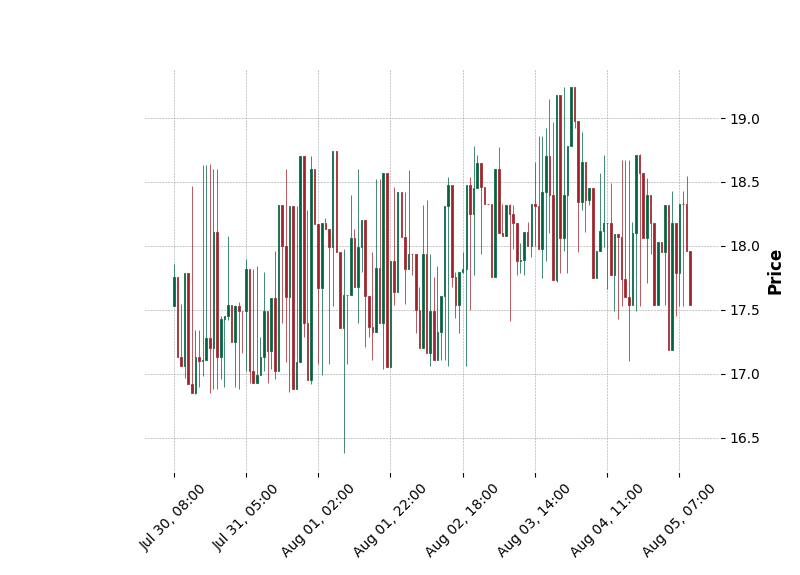 19.0
18.5
18.0
17.5
17.0
16.5
Price
Jul 30, 08:00
Jul 31, 05:00
Aug 01, 02:00
Aug 01, 22:00
Aug 02, 18:00
Aug 03, 14:00
Aug 04, 11:00
Aug 05, 07:00